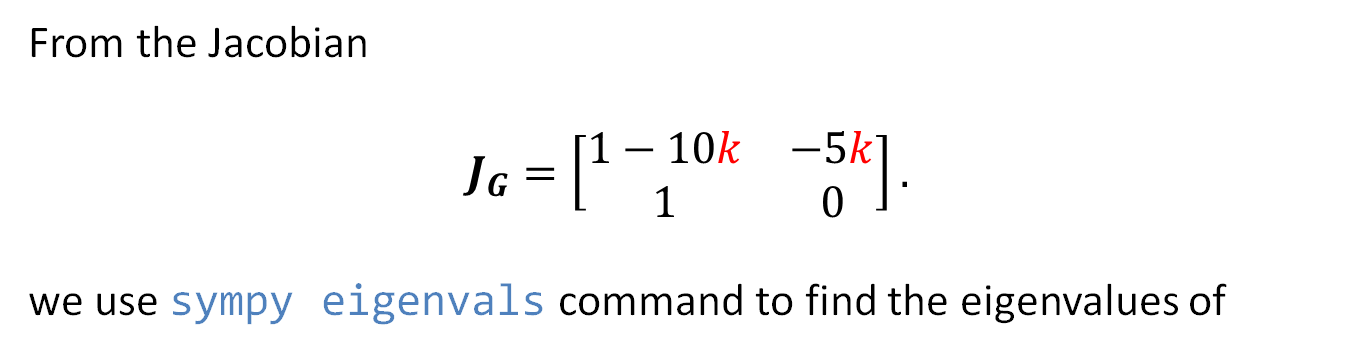 From the Jacobian
J_G = [1 − 10k −5k
1 0].
we use sympy eigenvals command to find the eigenvalues of